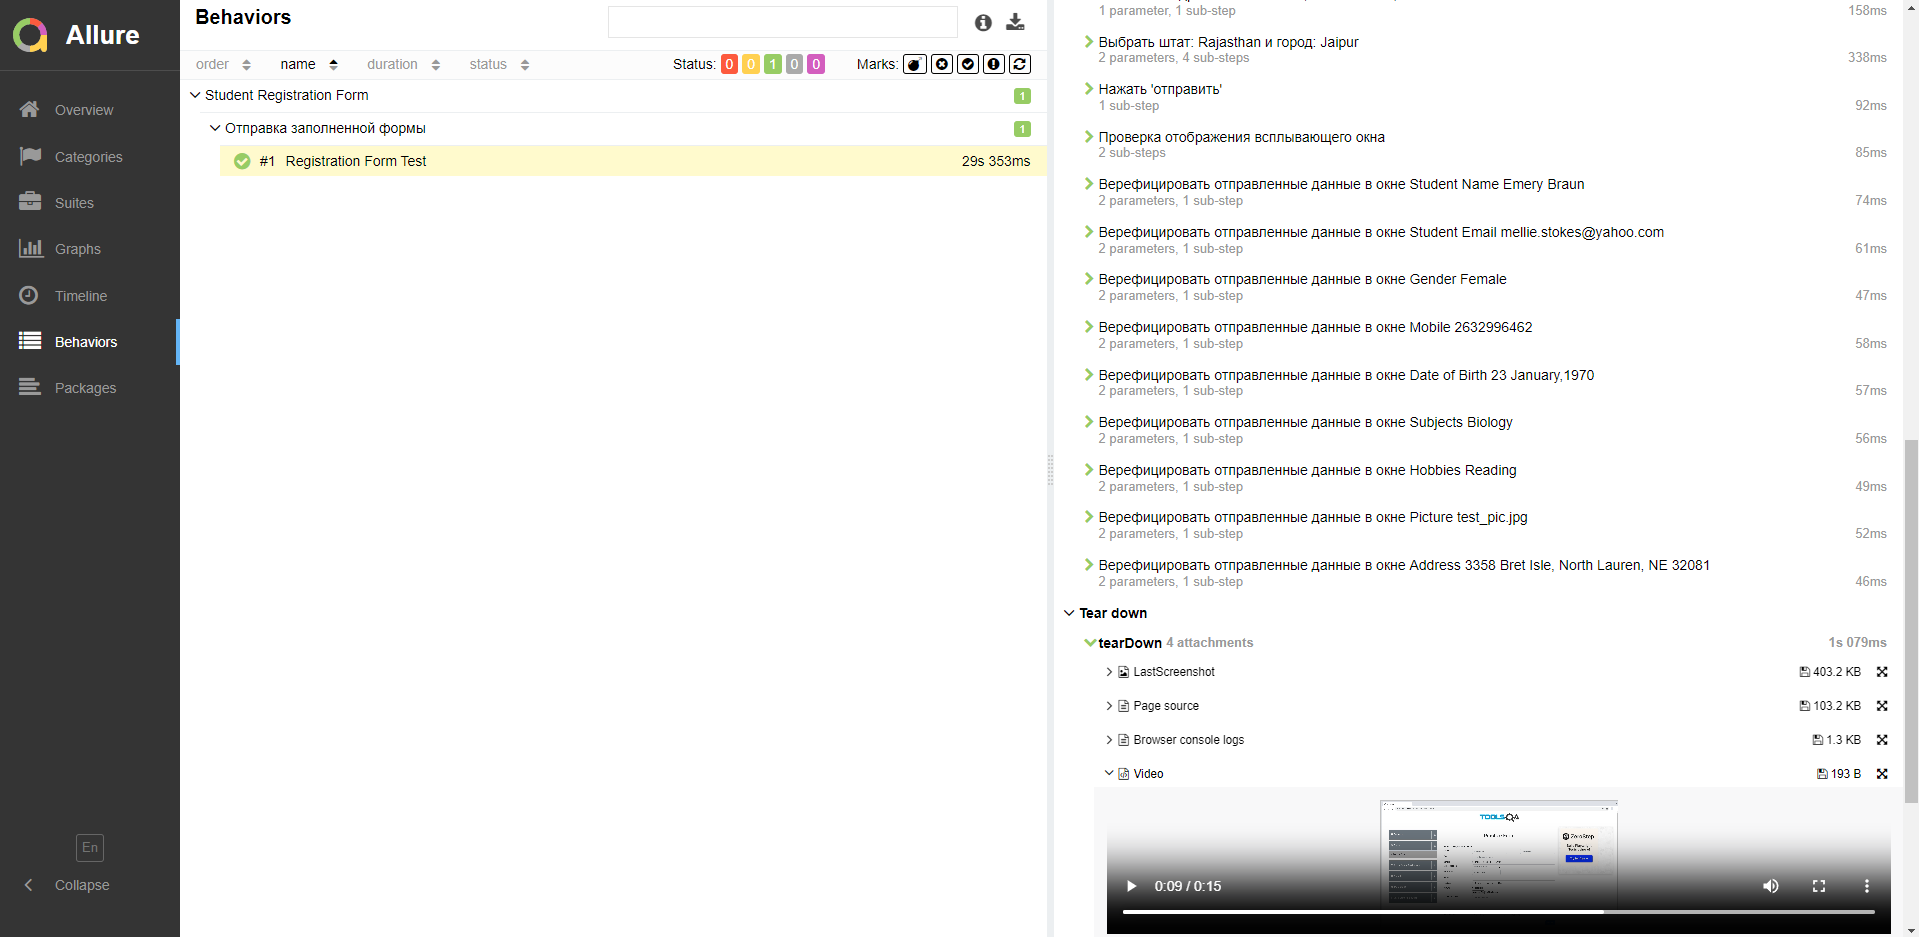 Allure
Overview
Categories
Suites
Graphs
Timeline
Behaviors
Packages
En
Collapse
Behaviors
order name duration status Status: 0 0 1 0 0 Marks:
Student Registration Form 1
Отправка заполненной формы 1
#1 Registration Form Test 29s 353ms
1 parameter, 1 sub-step 158ms
Выбрать штат: Rajasthan и город: Jaipur
2 parameters, 4 sub-steps 338ms
Нажать 'отправить'
1 sub-step 92ms
Проверка отображения всплывающего окна
2 sub-steps 85ms
Верефицировать отправленные данные в окне Student Name Emery Braun
2 parameters, 1 sub-step 74ms
Верефицировать отправленные данные в окне Student Email mellie.stokes@yahoo.com
2 parameters, 1 sub-step 61ms
Верефицировать отправленные данные в окне Gender Female
2 parameters, 1 sub-step 47ms
Верефицировать отправленные данные в окне Mobile 2632996462
2 parameters, 1 sub-step 58ms
Верефицировать отправленные данные в окне Date of Birth 23 January,1970
2 parameters, 1 sub-step 57ms
Верефицировать отправленные данные в окне Subjects Biology
2 parameters, 1 sub-step 56ms
Верефицировать отправленные данные в окне Hobbies Reading
2 parameters, 1 sub-step 49ms
Верефицировать отправленные данные в окне Picture test_pic.jpg
2 parameters, 1 sub-step 52ms
Верефицировать отправленные данные в окне Address 3358 Bret Isle, North Lauren, NE 32081
2 parameters, 1 sub-step 46ms
Tear down
tearDown 4 attachments 1s 079ms
LastScreenshot 403.2 KB
Page source 103.2 KB
Browser console logs 1.3 KB
Video 193 B
TOOLSQA
ZeroStep
0:09 / 0:15